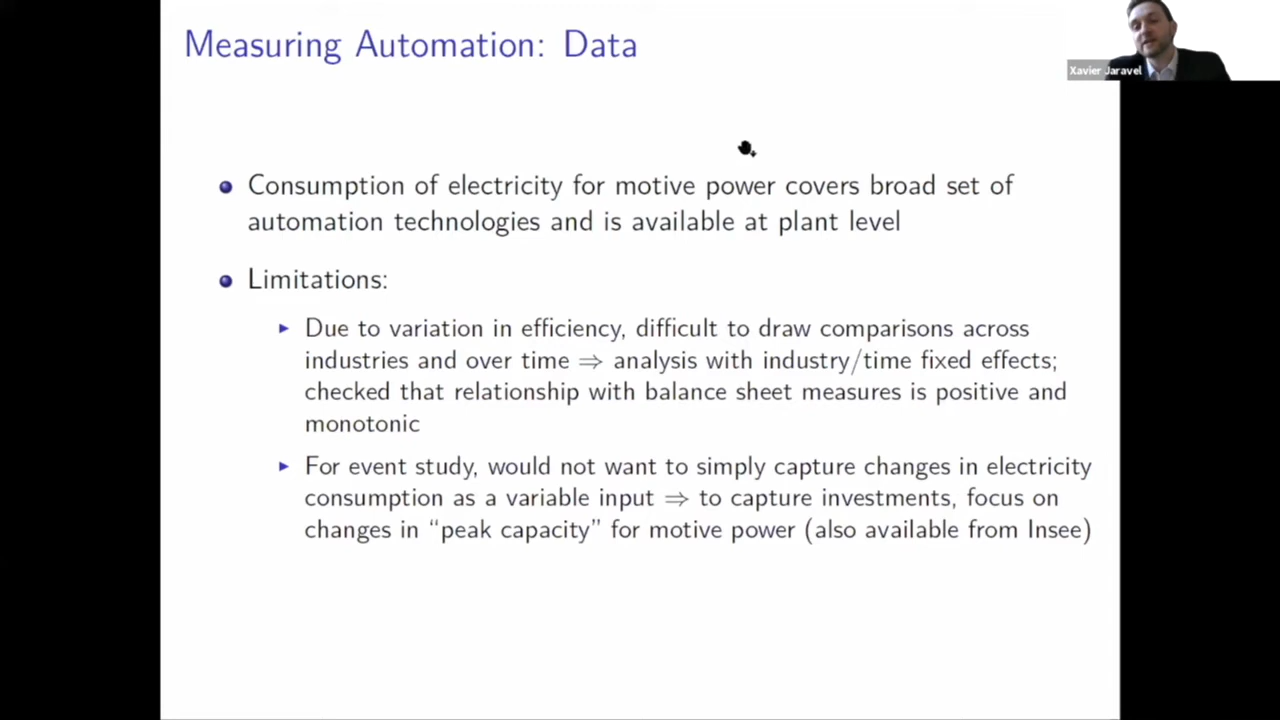 Measuring Automation: Data
Xavier Jaravel
Consumption of electricity for motive power covers broad set of
automation technologies and is available at plant level
Limitations:
Due to variation in efficiency, difficult to draw comparisons across
industries and over time ⇒ analysis with industry/time fixed effects;
checked that relationship with balance sheet measures is positive and
monotonic
For event study, would not want to simply capture changes in electricity
consumption as a variable input ⇒ to capture investments, focus on
changes in “peak capacity” for motive power (also available from Insee)